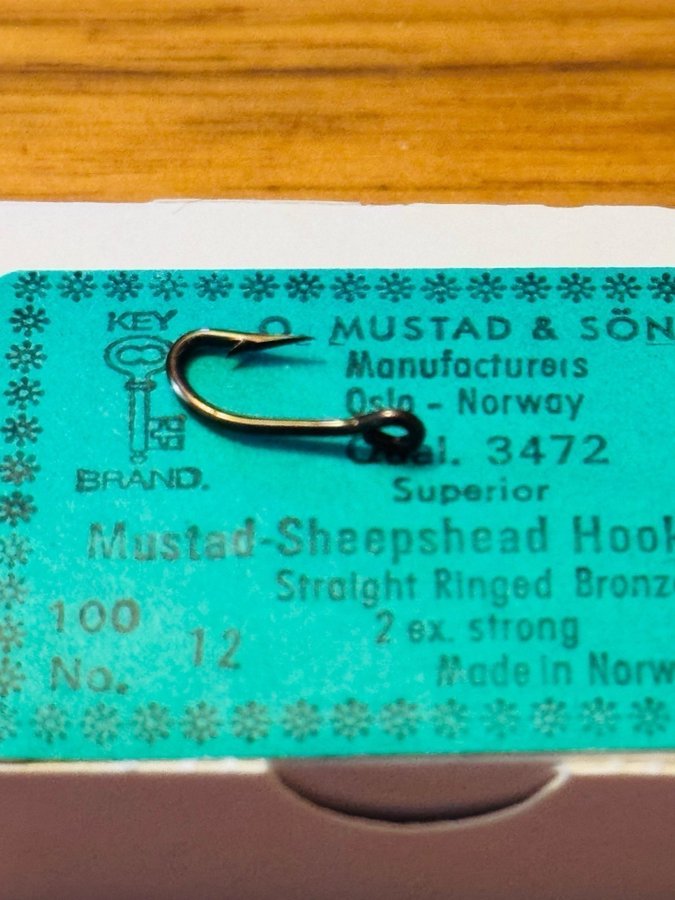 KEY
BRAND.
O. MUSTAD & SÖN
Manufacturers
Oslo - Norway
Qual. 3472
Superior
Mustad-Sheepshead Hook
Straight Ringed Bronze
2 ex. strong
100
No. 12
Made in Norw